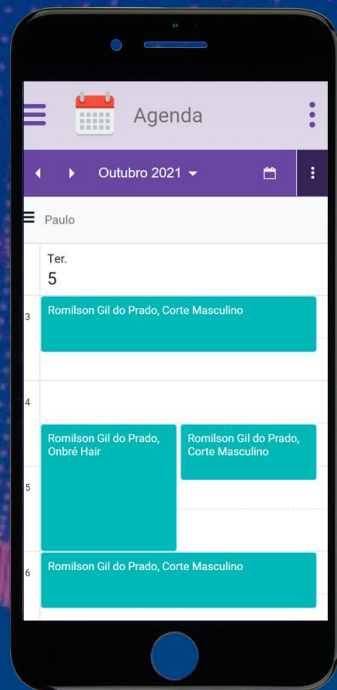 Agenda
Outubro 2021
Paulo
Ter.
5
3
Romilson Gil do Prado, Corte Masculino
4
Romilson Gil do Prado,
Onbré Hair
Romilson Gil do Prado,
Corte Masculino
5
6
Romilson Gil do Prado, Corte Masculino